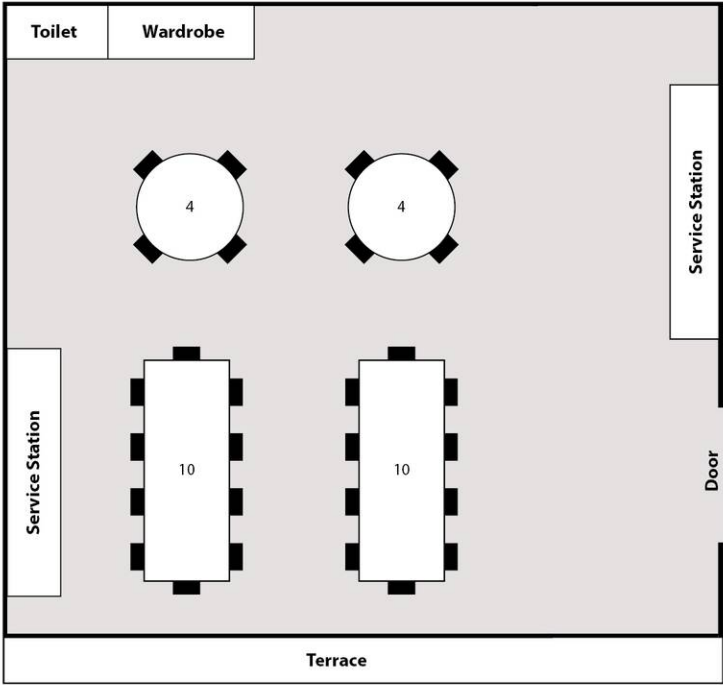 Toilet
Wardrobe
Service Station
4
4
Service Station
10
10
Door
Terrace